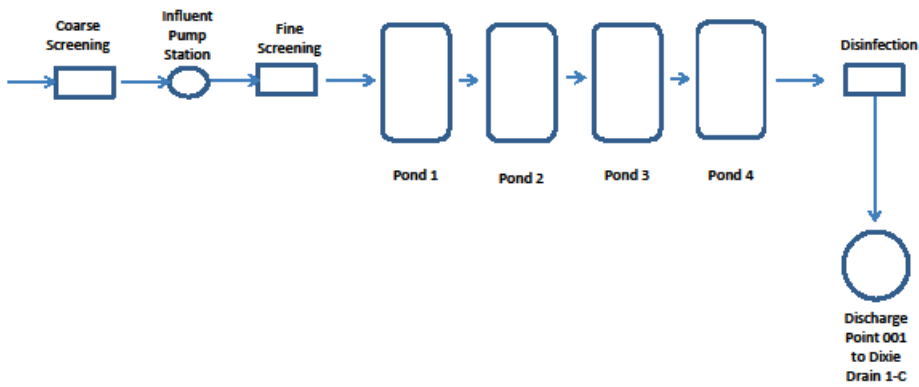 Coarse
Screening
Influent
Pump
Station
Fine
Screening
Disinfection
Pond 1
Pond 2
Pond 3
Pond 4
Discharge
Point 001
to Dixie
Drain 1-C